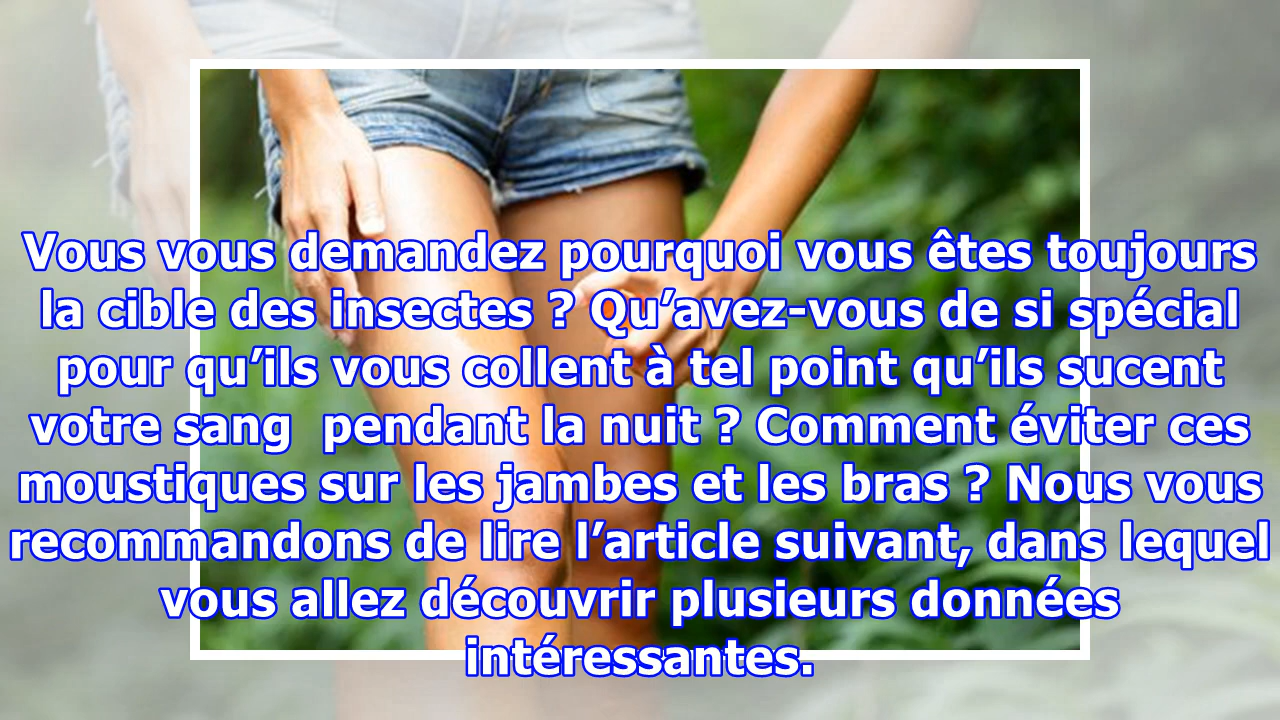 Vous vous demandez pourquoi vous êtes toujours
la cible des insectes ? Qu’avez-vous de si spécial
pour qu’ils vous collent à tel point qu’ils sucent
votre sang  pendant la nuit ? Comment éviter ces
moustiques sur les jambes et les bras ? Nous vous
recommandons de lire l’article suivant, dans lequel
vous allez découvrir plusieurs données
intéressantes.